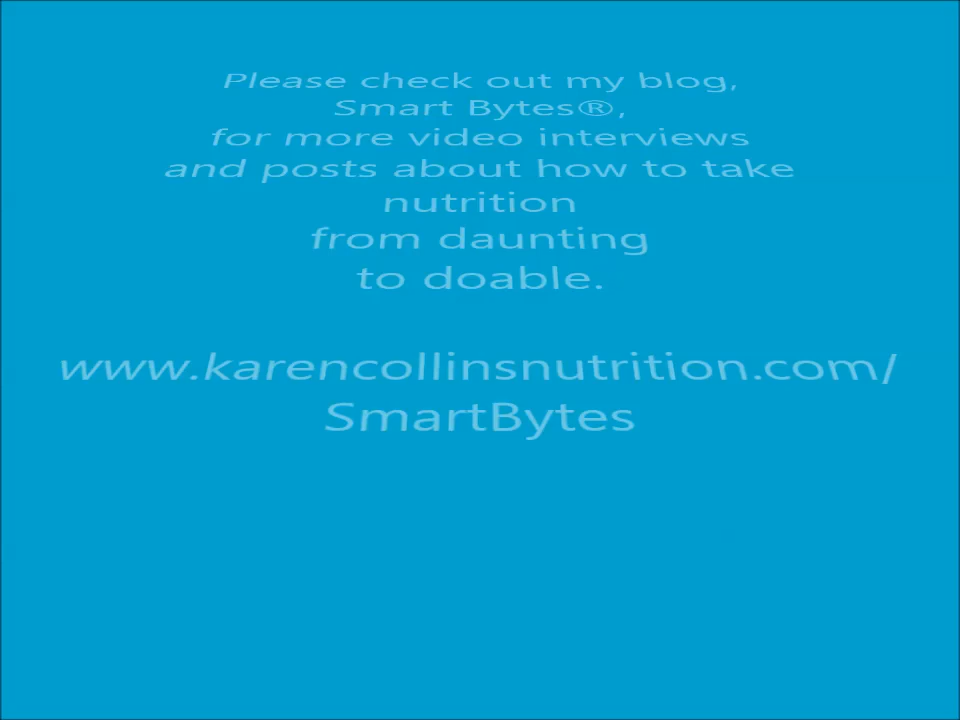 Please check out my blog,
Smart Bytes®,
for more video interviews
and posts about how to take
nutrition
from daunting
to doable.
www.karencollinsnutrition.com/
SmartBytes